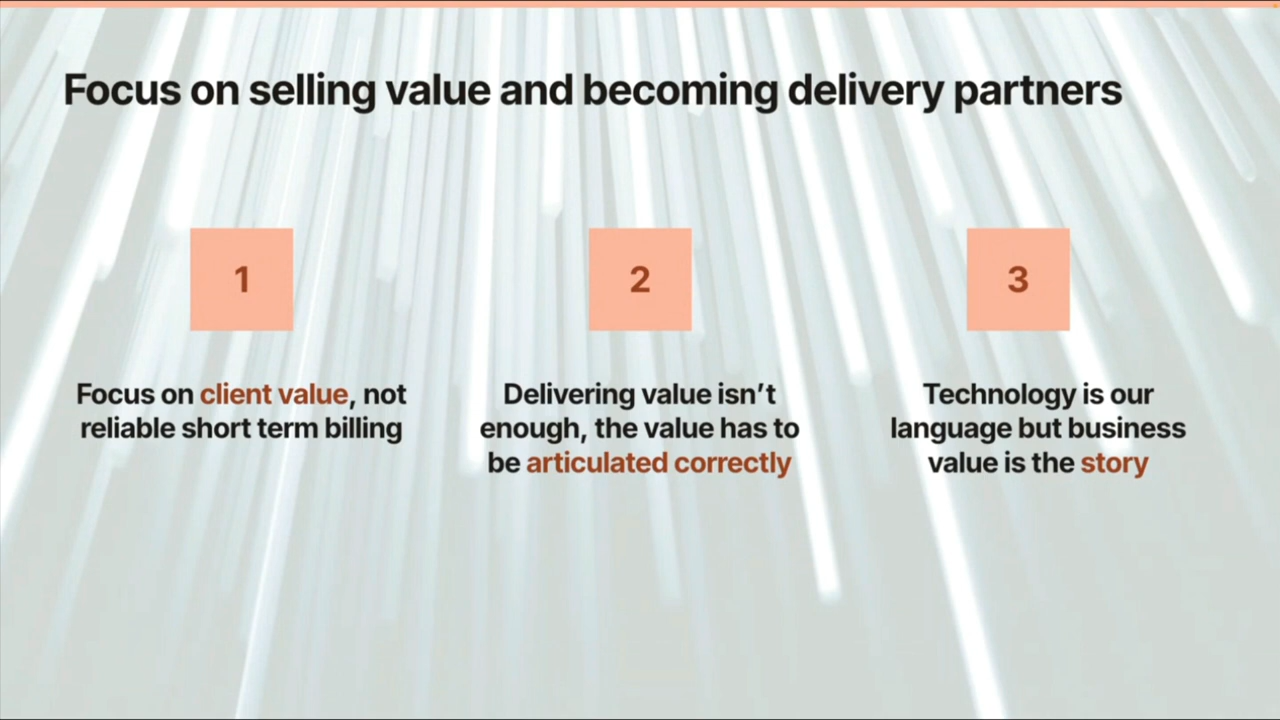 Focus on selling value and becoming delivery partners
1
Focus on client value, not
reliable short term billing
2
Delivering value isn’t
enough, the value has to
be articulated correctly
3
Technology is our
language but business
value is the story